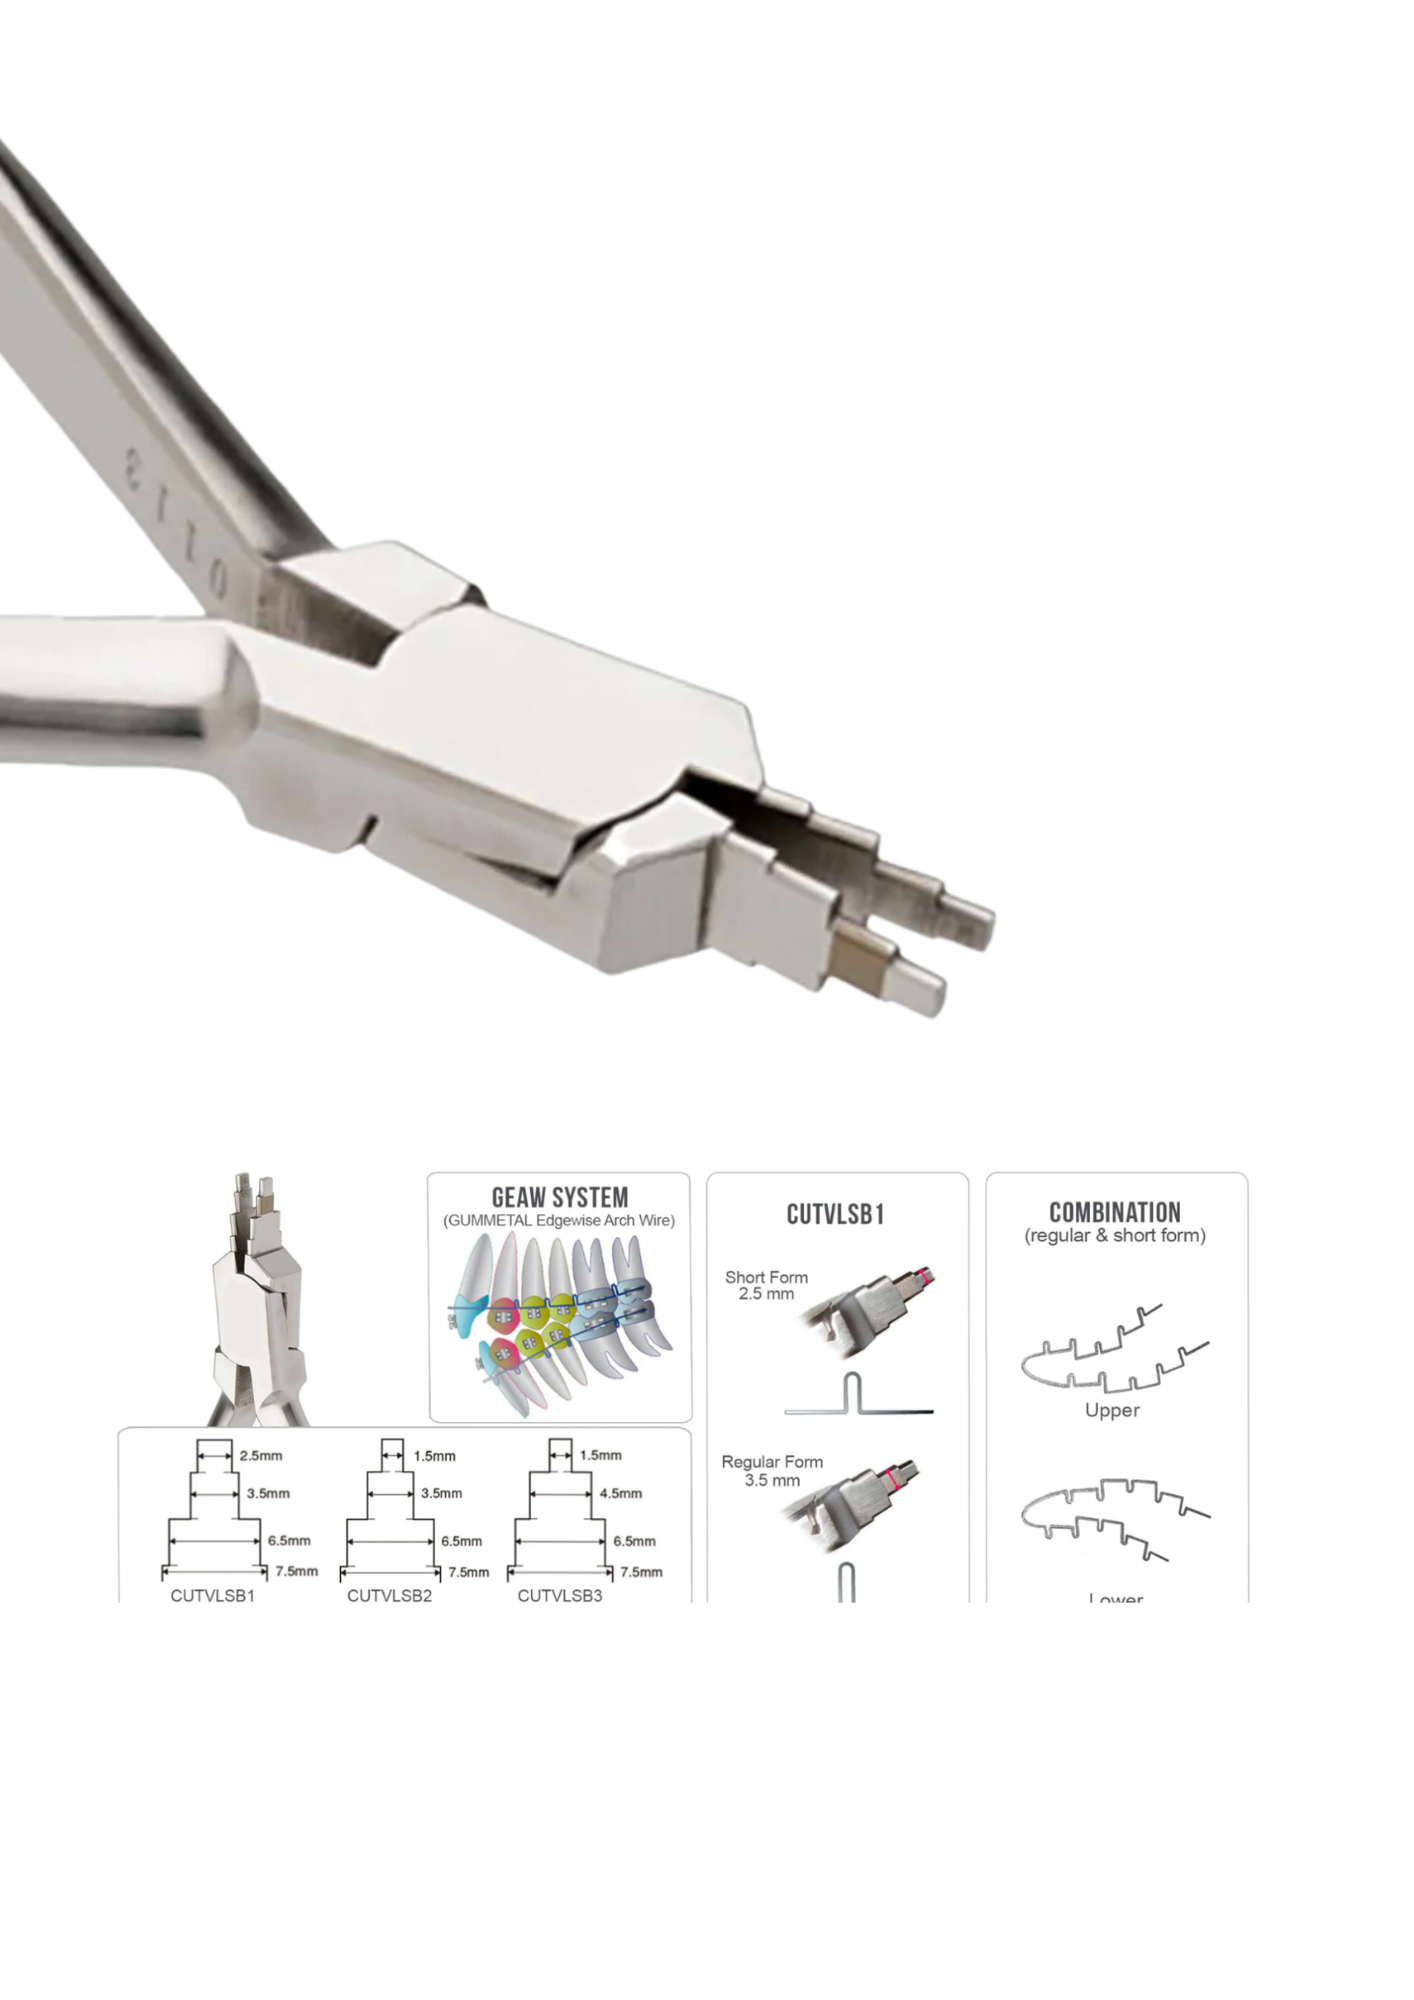 0113
GEAW SYSTEM
(GUMMETAL Edgewise Arch Wire)
CUTVLSB1
Short Form
2.5 mm
Regular Form
3.5 mm
COMBINATION
(regular & short form)
Upper
Lower
2.5mm
3.5mm
6.5mm
7.5mm
CUTVLSB1
1.5mm
3.5mm
6.5mm
7.5mm
CUTVLSB2
1.5mm
4.5mm
6.5mm
7.5mm
CUTVLSB3